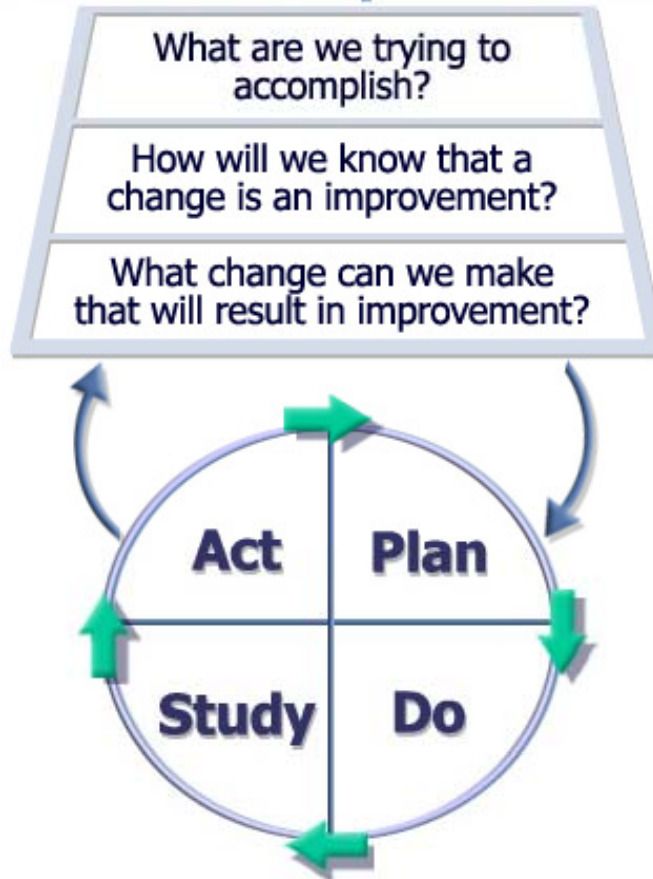 What are we trying to
accomplish?
How will we know that a
change is an improvement?
What change can we make
that will result in improvement?
Act
Plan
Study
Do